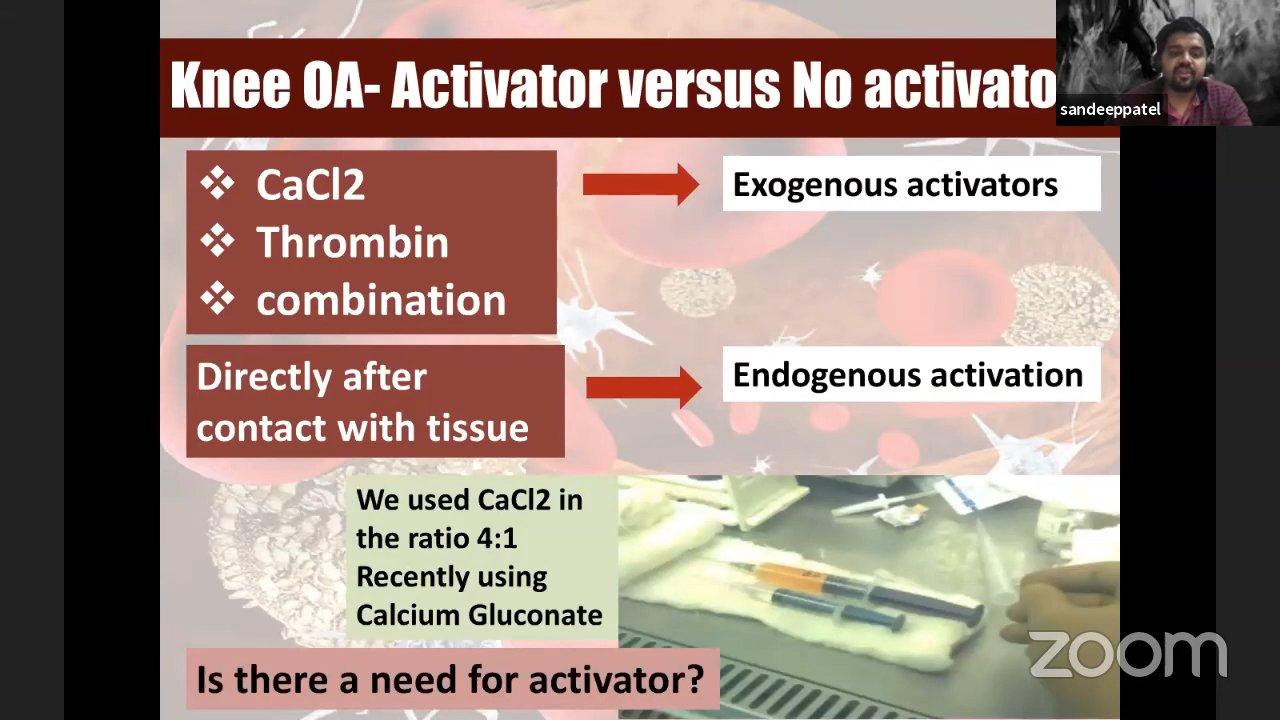 Knee OA- Activator versus No activato
sandeeppatel
❖ CaCl2
❖ Thrombin
❖ combination
Exogenous activators
Directly after
contact with tissue
Endogenous activation
We used CaCl2 in
the ratio 4:1
Recently using
Calcium Gluconate
Is there a need for activator?
zoom